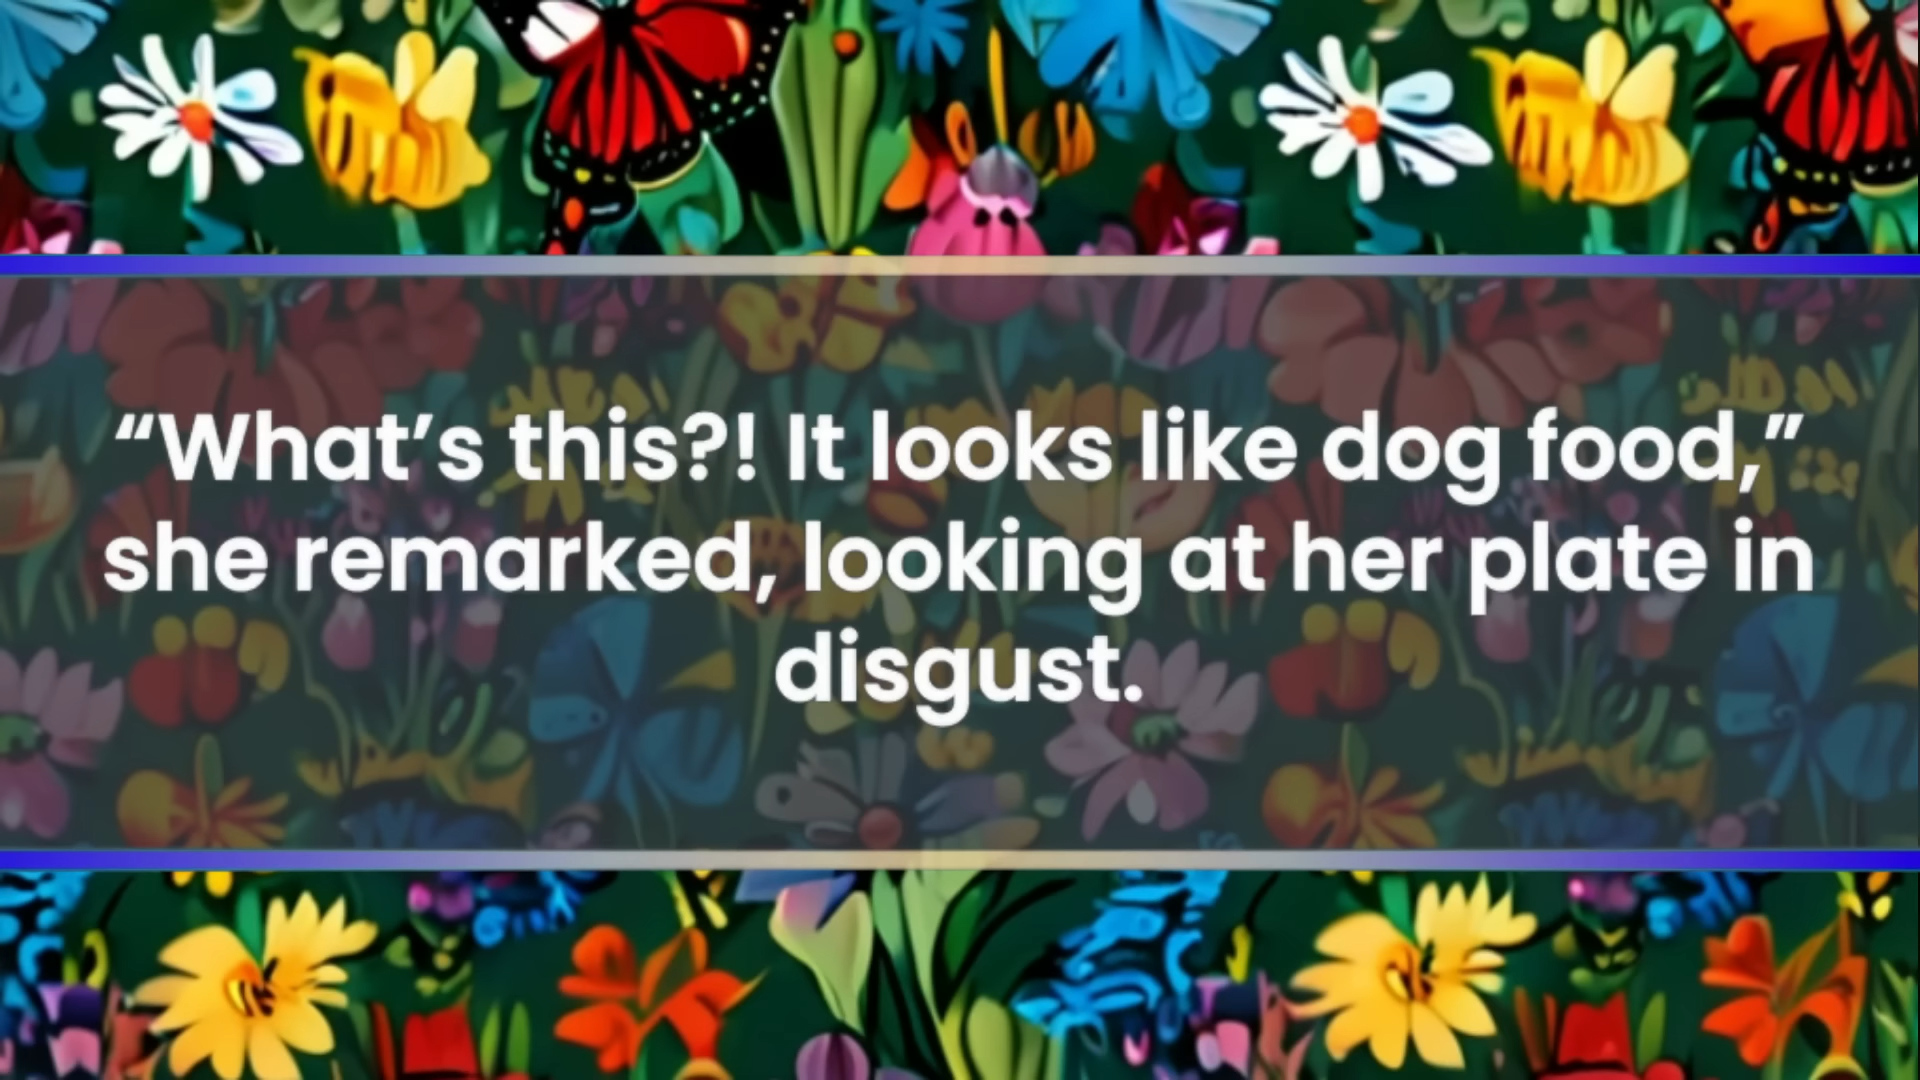 “What’s this?! It looks like dog food,”
she remarked, looking at her plate in
disgust.